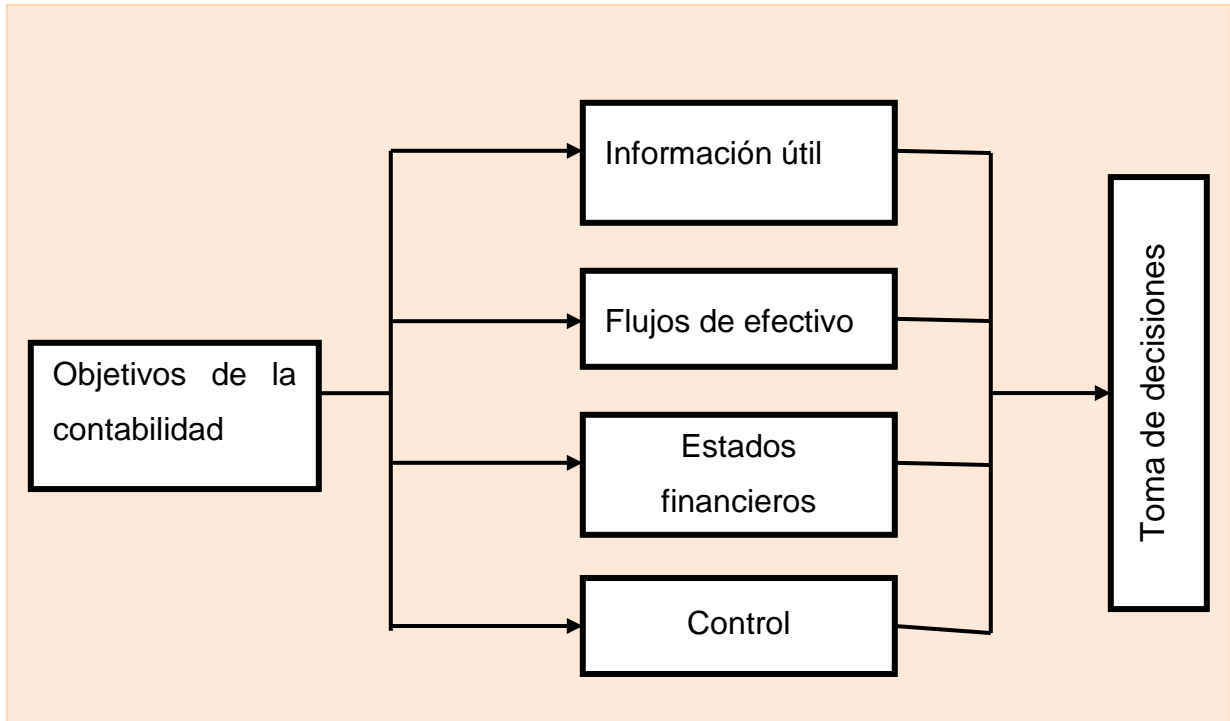 Objetivos de la
contabilidad
Información útil
Flujos de efectivo
Estados
financieros
Control
Toma de decisiones